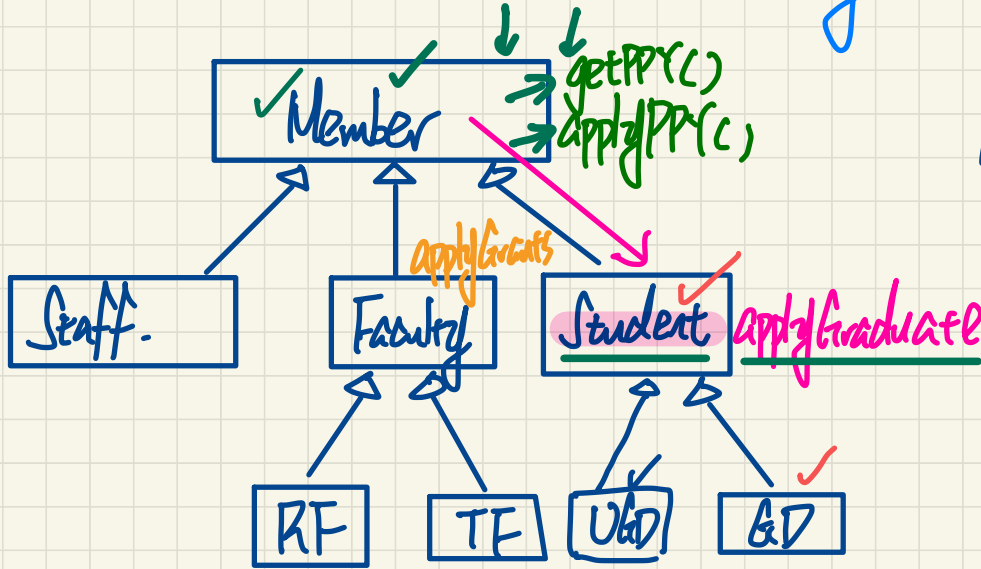 getPPY()
Member
applyPPY()
applyGrants
Staff.
Faculty
Student
applyGraduate
RF
TF
UGD
GD